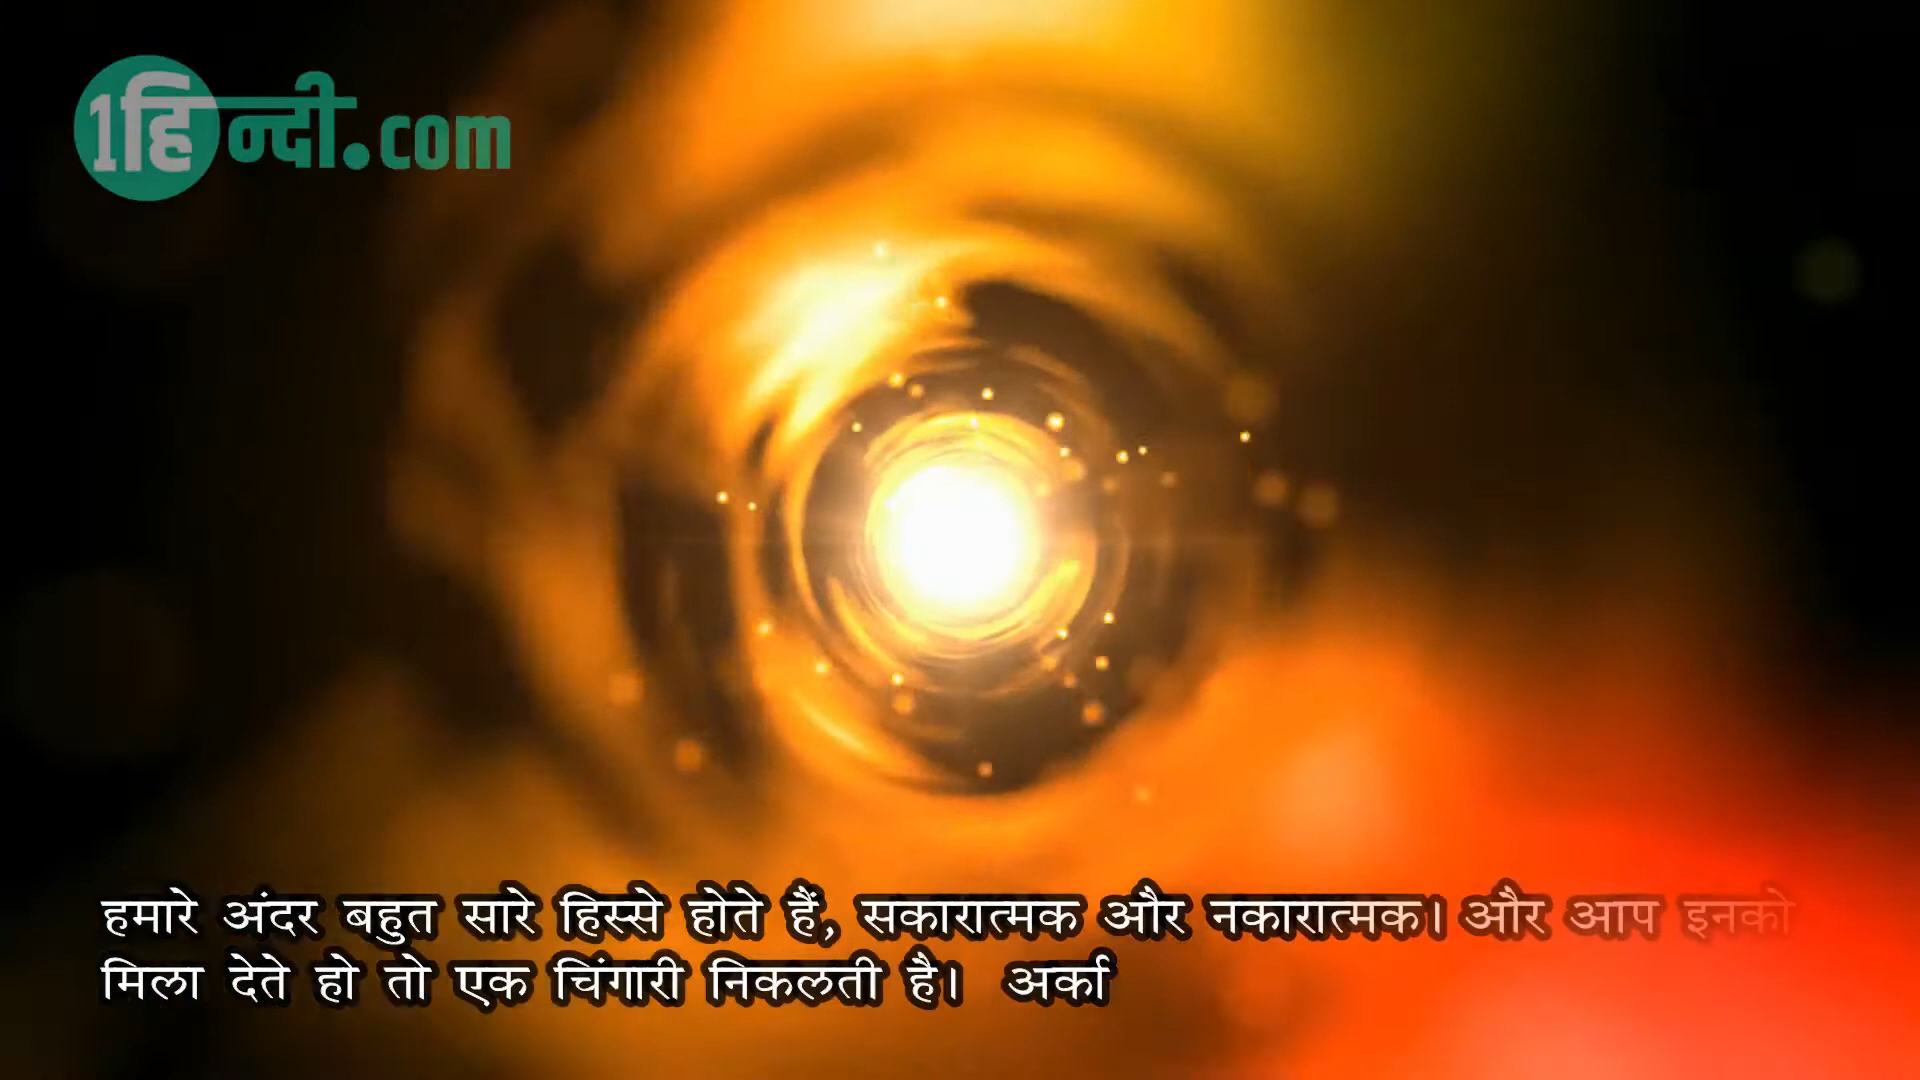 1हिन्दी.com
हमारे अंदर बहुत सारे हिस्से होते हैं, सकारात्मक और नकारात्मक। और आप इनको
मिला देते हो तो एक चिंगारी निकलती है। अर्का